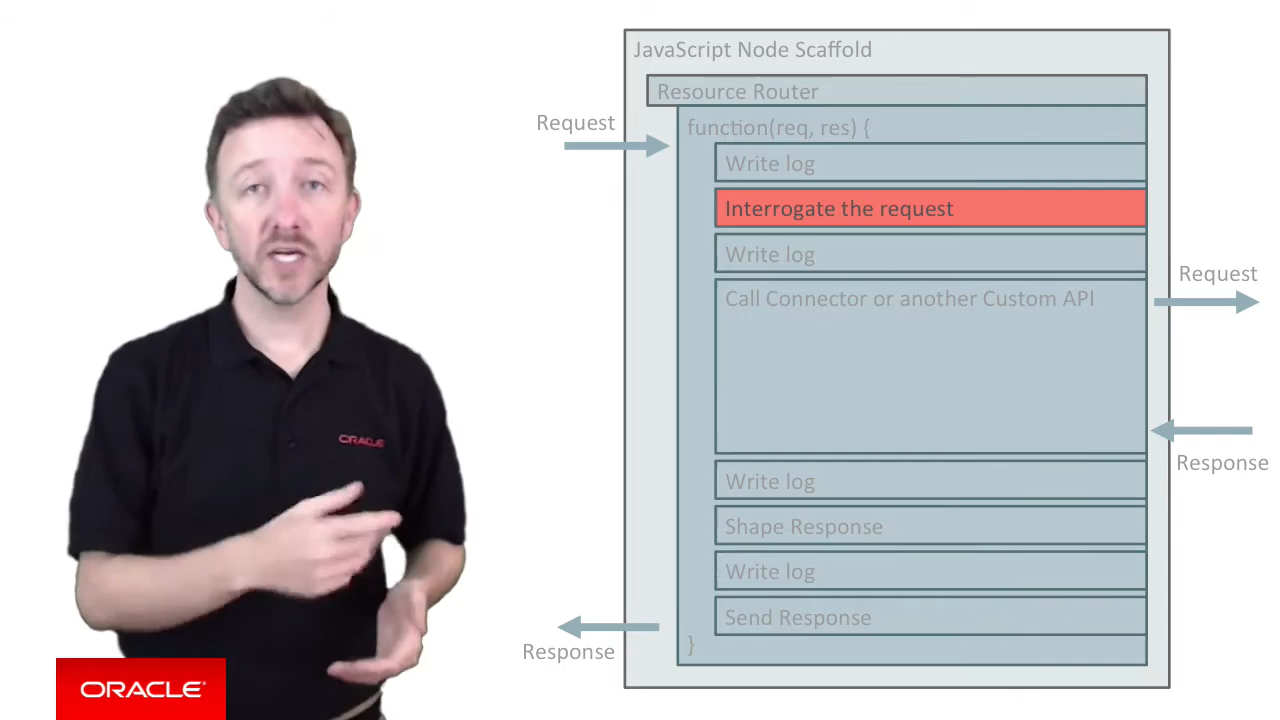 JavaScript Node Scaffold
Resource Router
Request
function(req, res) {
Write log
Interrogate the request
Write log
Request
Call Connector or another Custom API
Response
Write log
Shape Response
Write log
Send Response
}
Response
ORACLE
ORACLE